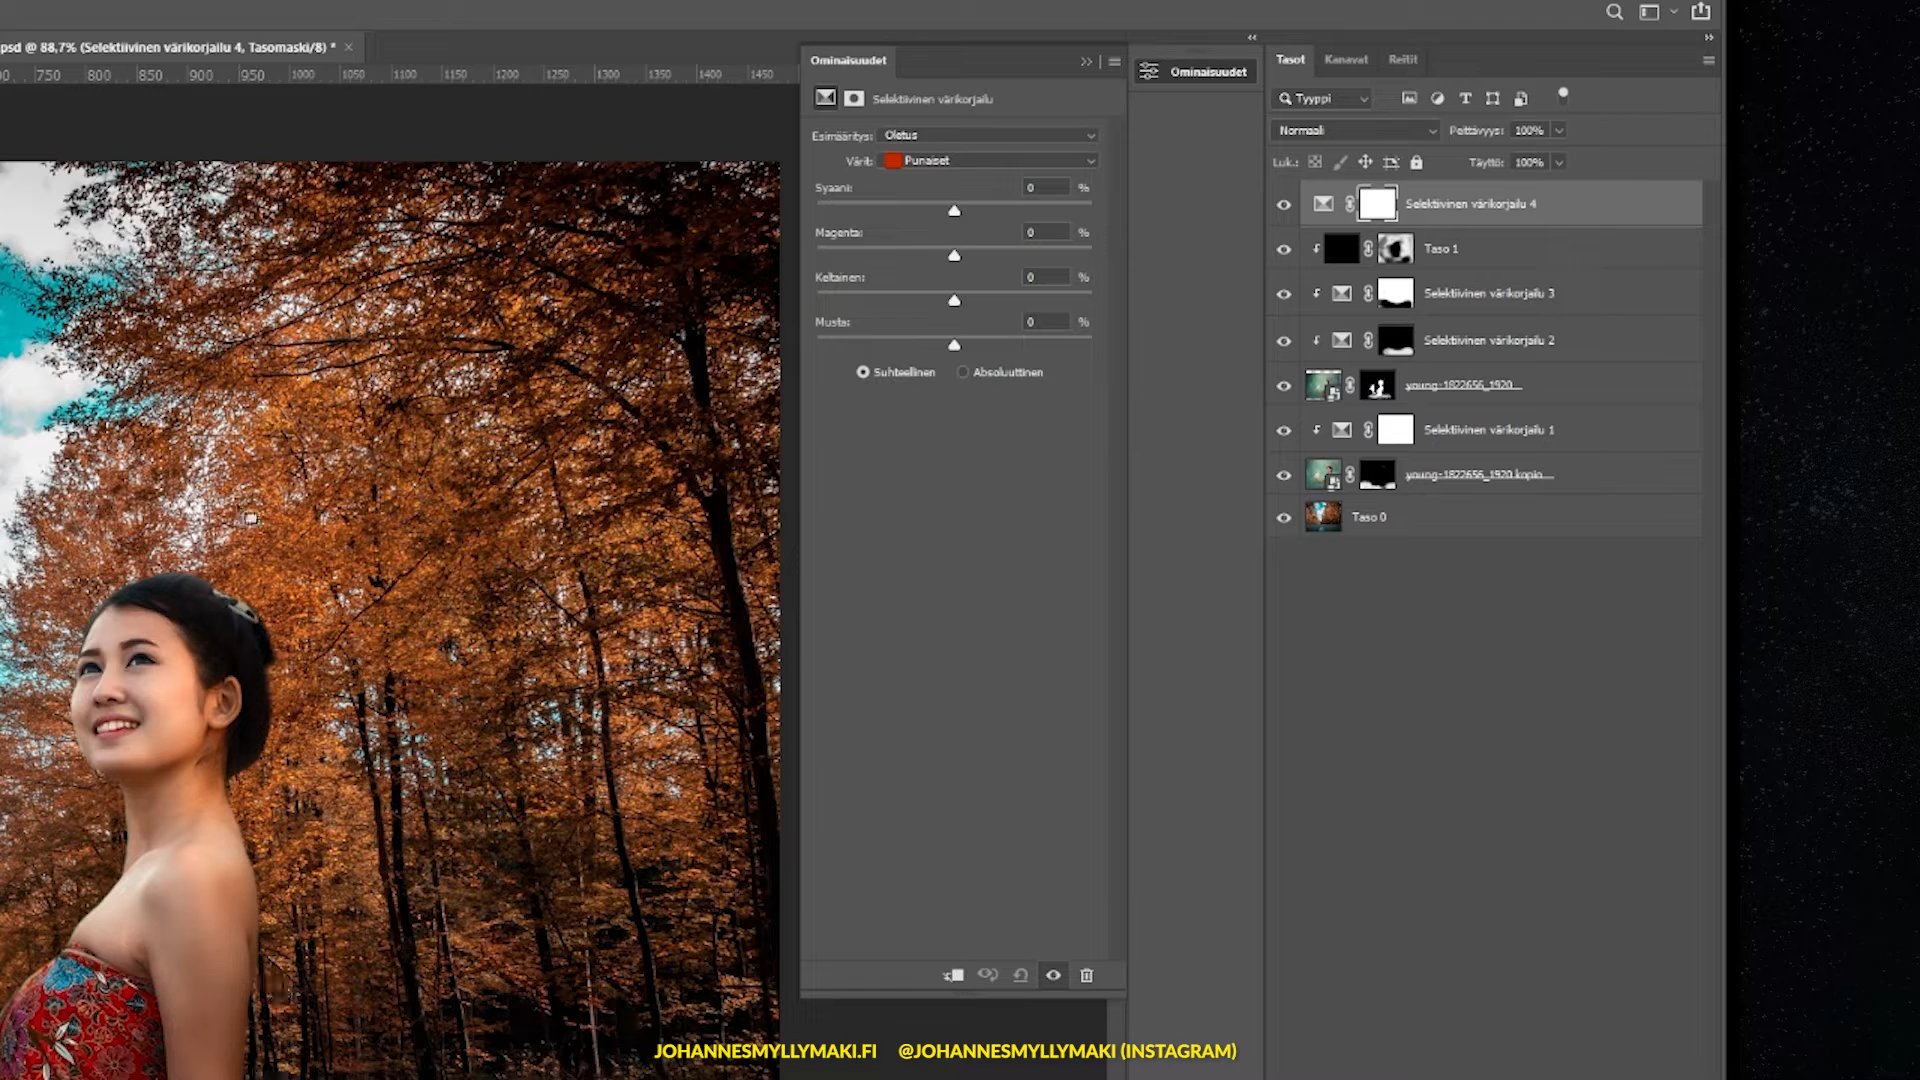 psd @ 88,7% (Selektiivinen värikorjailu 4, Tasomaski/8) *
750 800 850 900 950 1000 1050 1100 1150 1200 1250 1300 1350 1400 1450
Ominaisuudet
Selektiivinen värikorjailu
Esimääritys: Oletus
Värit: Punaiset
Syaani: 0 %
Magenta: 0 %
Keltainen: 0 %
Musta: 0 %
Suhteellinen Absoluuttinen
Ominaisuudet
Tasot Kanavat Reitit
Tyyppi
Normaali Peittävyys: 100%
Luk.: Täyttö: 100%
Selektiivinen värikorjailu 4
Taso 1
Selektiivinen värikorjailu 3
Selektiivinen värikorjailu 2
young-1822656_1920
Selektiivinen värikorjailu 1
young-1822656_1920 kopio
Taso 0
JOHANNESMYLLYMAKI.FI @JOHANNESMYLLYMAKI (INSTAGRAM)